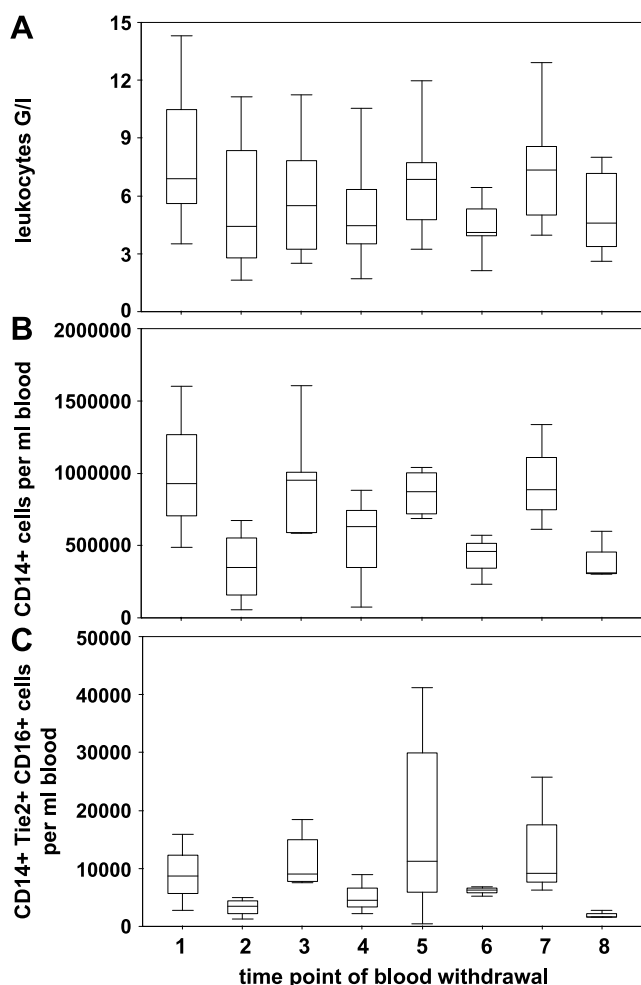 A
leukocytes G/l
15
12
9
6
3
0
B
CD14+ cells per ml blood
2000000
1500000
1000000
500000
0
C
CD14+ Tie2+ CD16+ cells
per ml blood
50000
40000
30000
20000
10000
0
1 2 3 4 5 6 7 8
time point of blood withdrawal